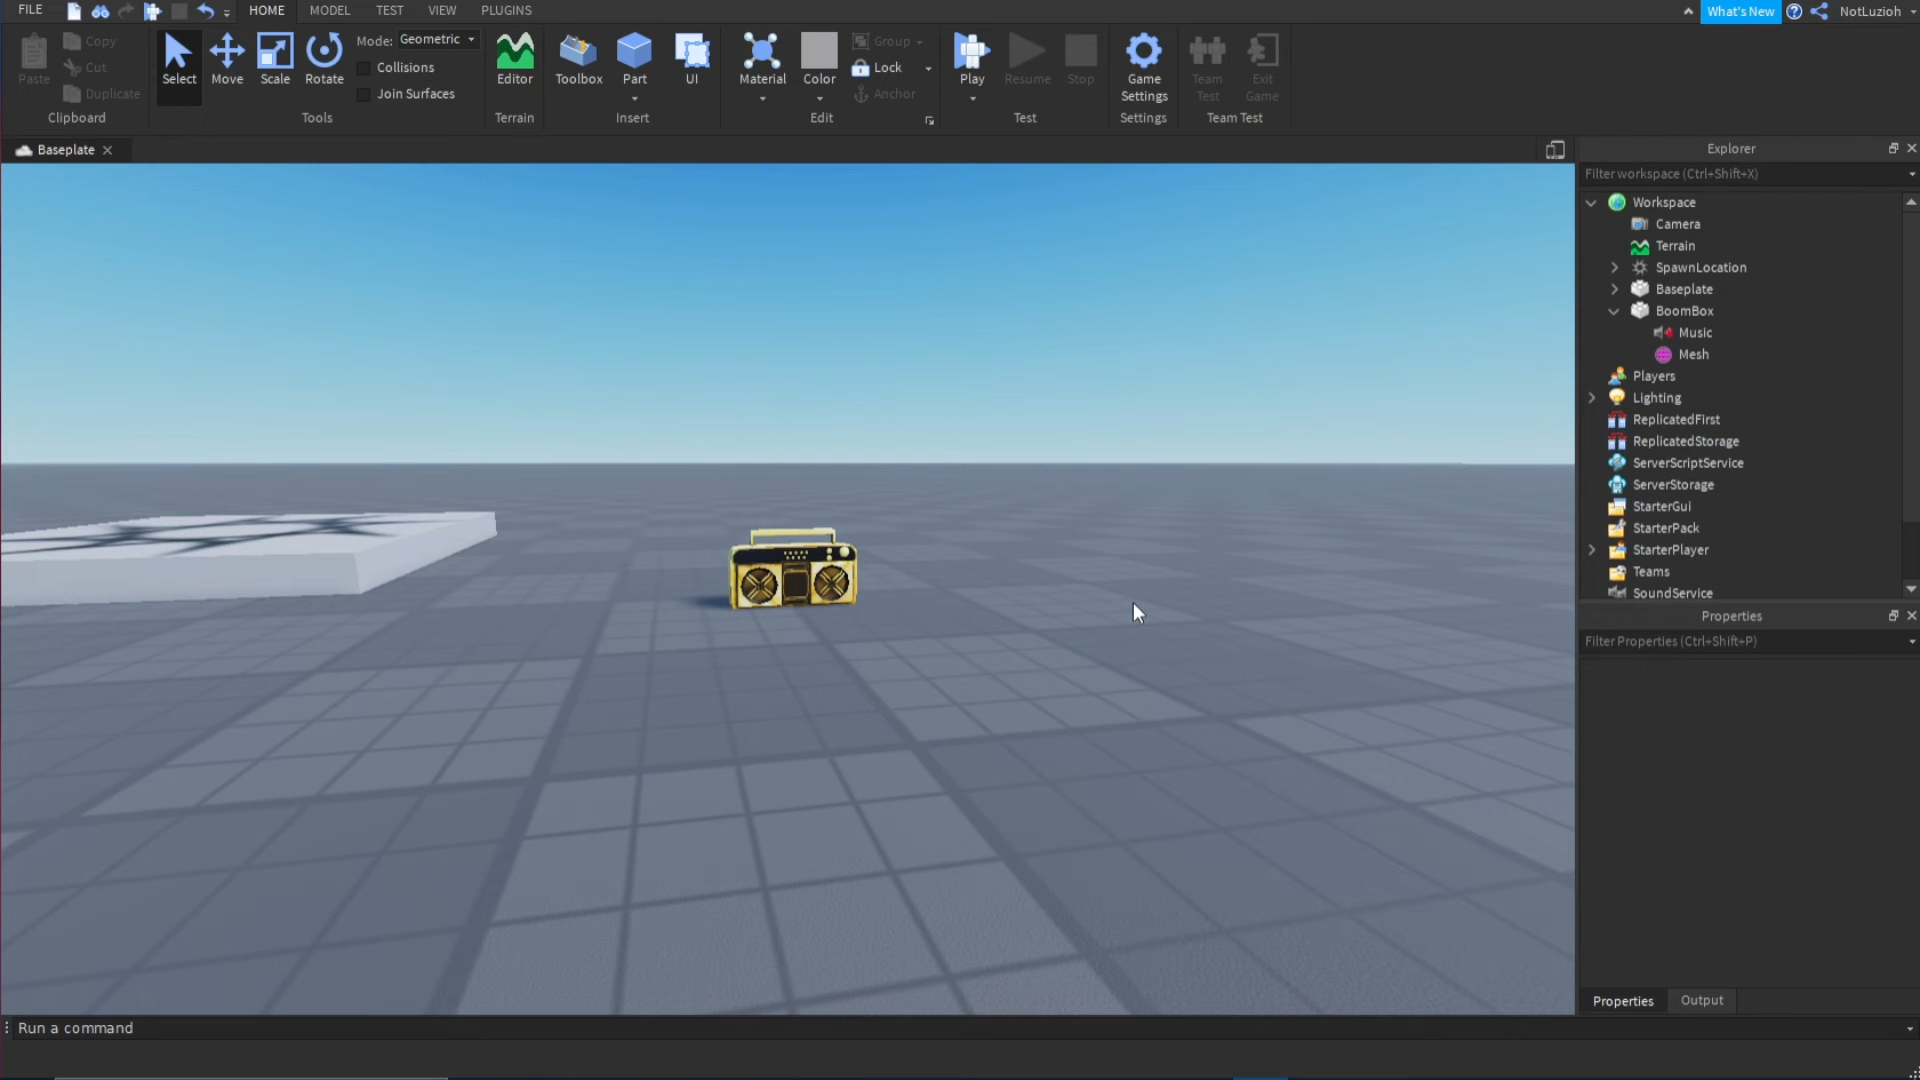 FILE HOME MODEL TEST VIEW PLUGINS What's New NotLuzioh
Paste Copy Cut Duplicate
Clipboard
Select Move Scale Rotate
Mode: Geometric
Collisions
Join Surfaces
Tools
Editor
Terrain
Toolbox Part UI
Insert
Material Color Group Lock Anchor
Edit
Play Resume Stop
Test
Game Settings
Settings
Team Test Exit Game
Team Test
Baseplate
Explorer
Filter workspace (Ctrl+Shift+X)
Workspace
Camera
Terrain
SpawnLocation
Baseplate
BoomBox
Music
Mesh
Players
Lighting
ReplicatedFirst
ReplicatedStorage
ServerScriptService
ServerStorage
StarterGui
StarterPack
StarterPlayer
Teams
SoundService
Properties
Filter Properties (Ctrl+Shift+P)
Properties Output
Run a command